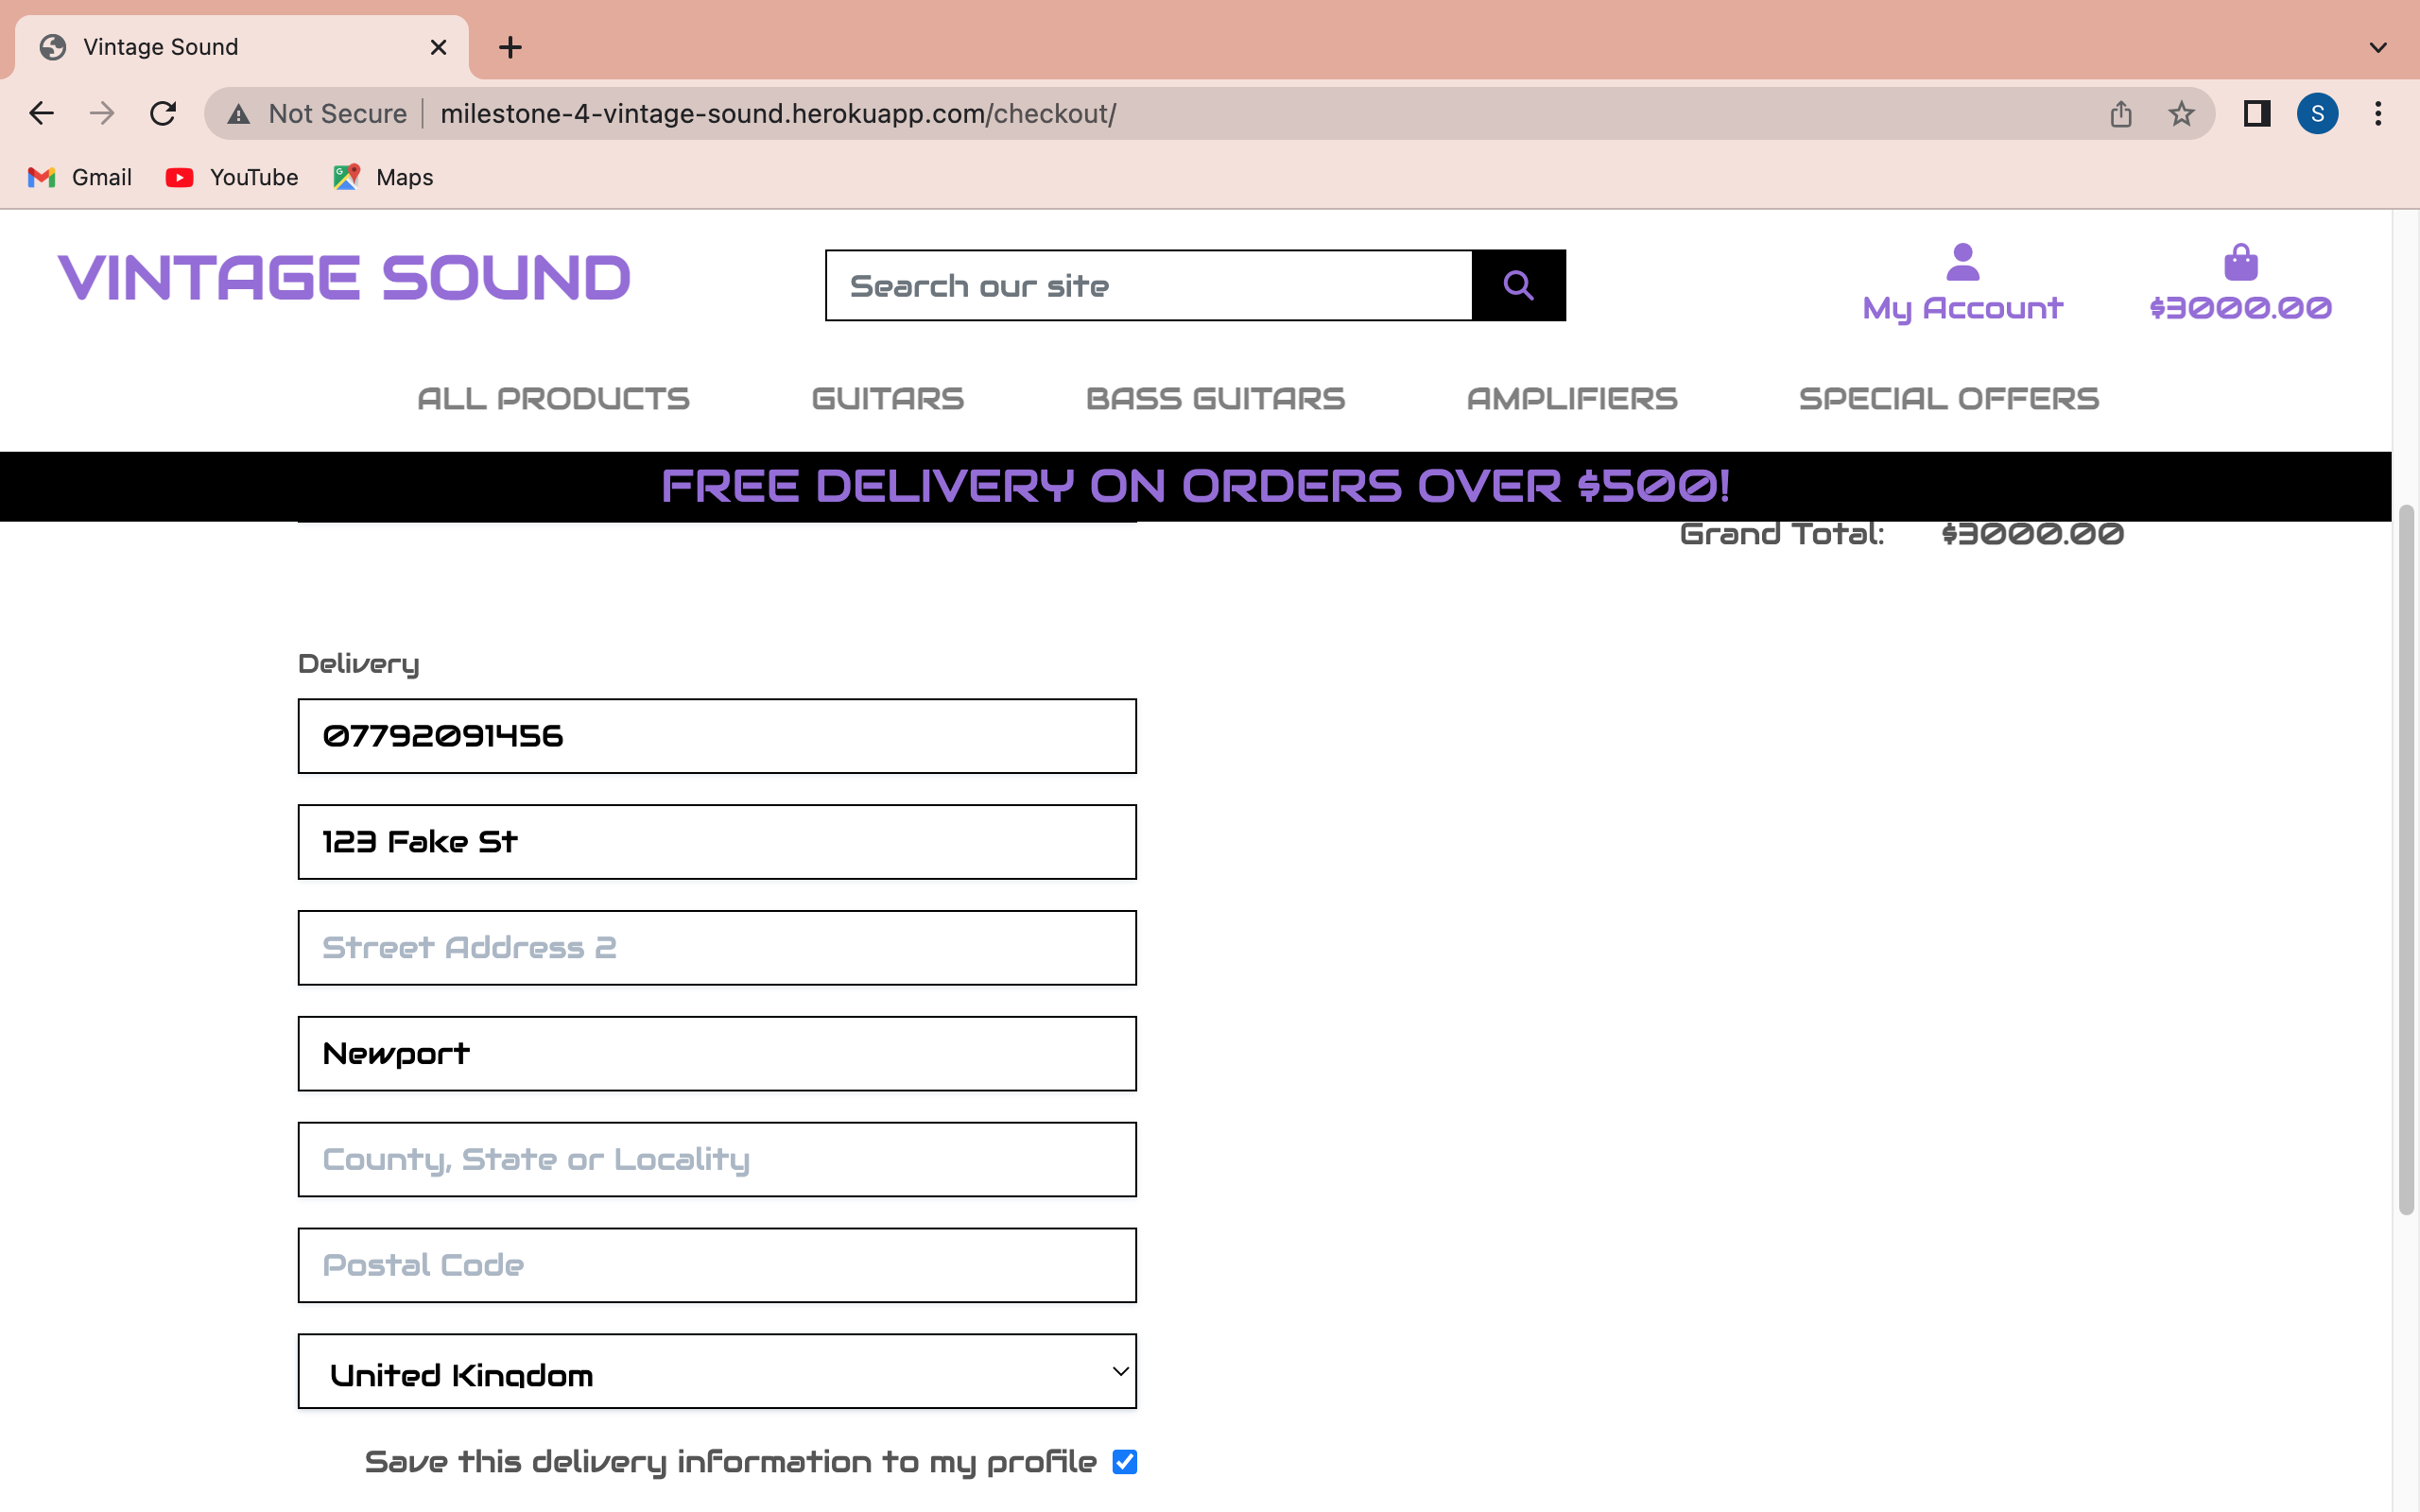 Vintage Sound
Not Secure milestone-4-vintage-sound.herokuapp.com/checkout/
S
Gmail YouTube Maps
VINTAGE SOUND
Search our site
My Account
$3000.00
ALL PRODUCTS GUITARS BASS GUITARS AMPLIFIERS SPECIAL OFFERS
FREE DELIVERY ON ORDERS OVER $500!
Grand Total: $3000.00
Delivery
07792091456
123 Fake St
Street Address 2
Newport
County, State or Locality
Postal Code
United Kingdom
Save this delivery information to my profile